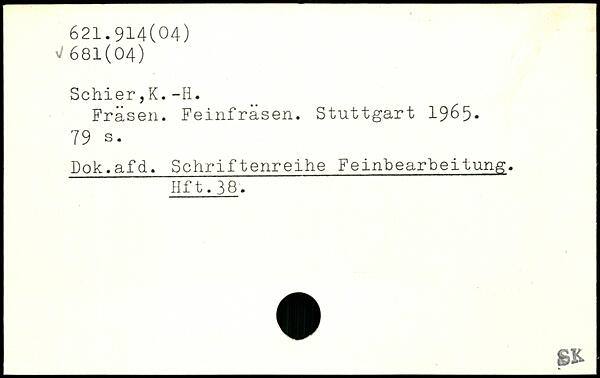 621.914(04)
✓ 681(04)
Schier,K.-H.
Fräsen. Feinfräsen. Stuttgart 1965.
79 s.
Dok.afd. Schriftenreihe Feinbearbeitung.
Hft.38.
SK